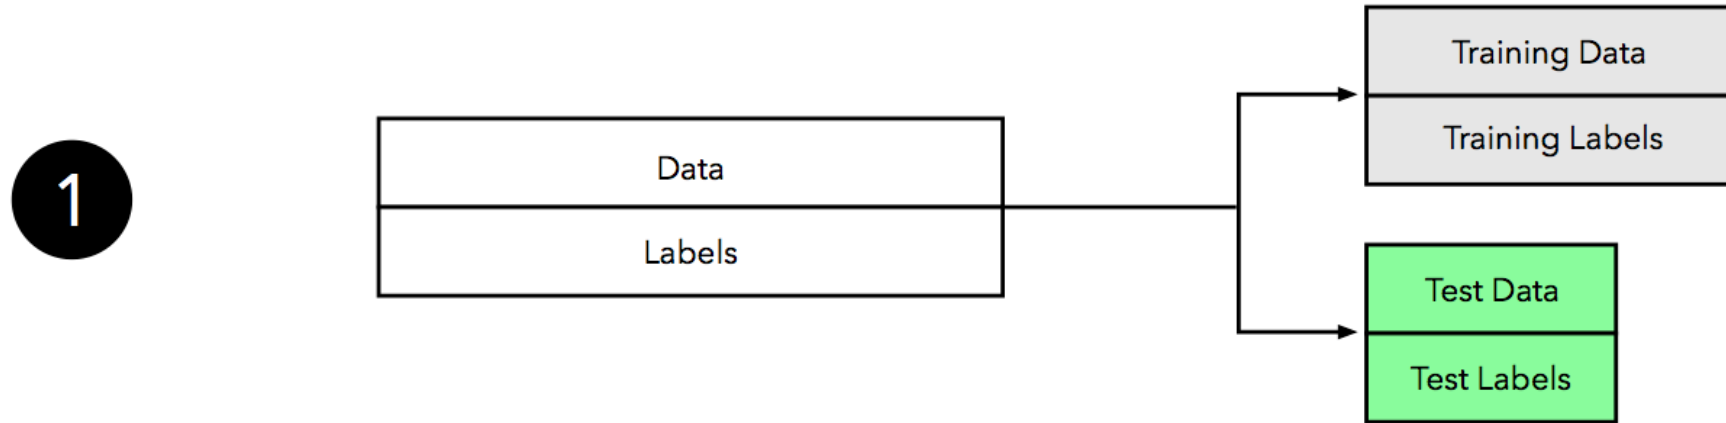 1
Data
Labels
Training Data
Training Labels
Test Data
Test Labels